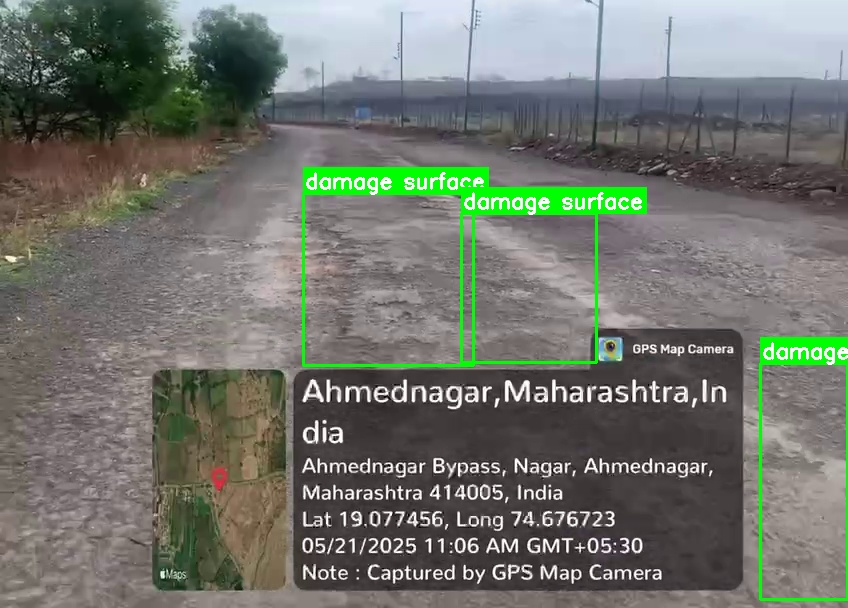 damage surface
damage surface
damage
GPS Map Camera
Ahmednagar,Maharashtra,In
dia
Ahmednagar Bypass, Nagar, Ahmednagar,
Maharashtra 414005, India
Lat 19.077456, Long 74.676723
05/21/2025 11:06 AM GMT+05:30
Note : Captured by GPS Map Camera
Maps